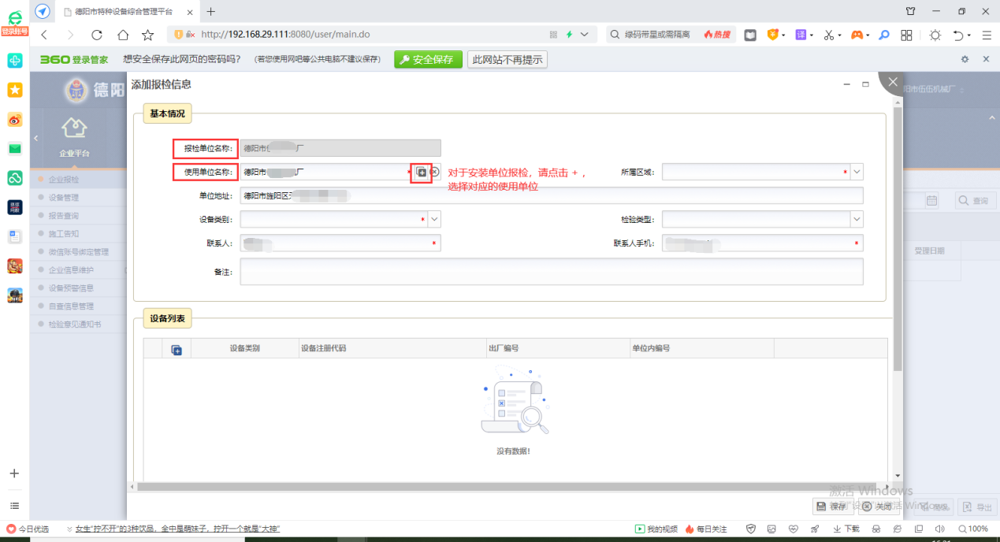 登录账号
德阳市特种设备综合管理平台
http://192.168.29.111:8080/user/main.do
绿码带星或需隔离
热搜
译
360登录管家
想安全保存此网页的密码吗?
(若您使用网吧等公共电脑不建议保存)
安全保存
此网站不再提示
德阳
阳市伍伍机械厂
企业平台
企业报检
设备管理
报告查询
施工告知
微信账号绑定管理
企业信息维护
设备预警信息
自查信息管理
检验意见通知书
查询
受理日期
添加报检信息
基本情况
报检单位名称:
德阳市 厂
使用单位名称:
德阳市 厂
*
对于安装单位报检，请点击 + ，
选择对应的使用单位
所属区域:
*
单位地址:
德阳市旌阳区
设备类别:
*
检验类型:
联系人:
*
联系人手机:
*
备注:
设备列表
设备类别
设备注册代码
出厂编号
单位内编号
没有数据!
激活 Windows
保存
关闭
导出
今日优选
女生“拧不开”的3种饮品，全中是萌妹子，拧开一个就是“大神”
我的视频
每日关注
下载
100%